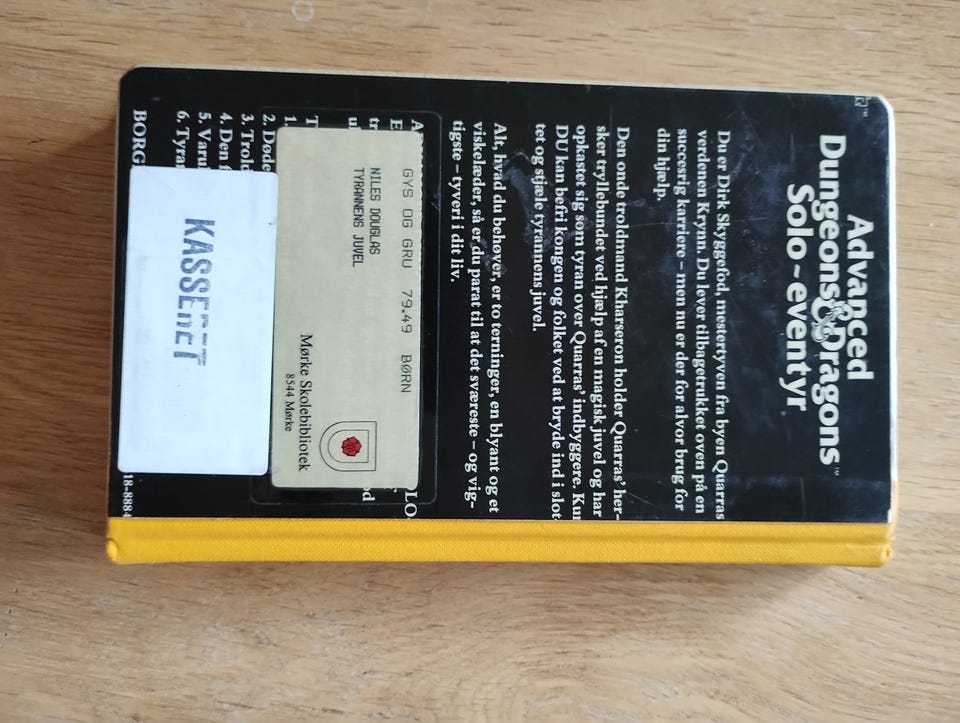 Advanced
Dungeons & Dragons™
Solo~eventyr
Du er Dirk Skyggefod, mestertyven fra byen Quarras
verdenen Krynn. Du lever tilbagetrukket oven på en
succesrig karriere – men nu er der for alvor brug for
din hjælp.
Den onde troldmand Kharseron holder Quarras' her-
sker tryllebundet ved hjælp af en magisk juvel og har
opkastet sig som tyran over Quarras' indbyggere. Kun
DU kan befri kongen og folket ved at bryde ind i slot-
tet og stjæle tyrannens juvel.
Alt, hvad du behøver, er to terninger, en blyant og et
viskelæder, så er du parat til at det sværeste – og vig-
tigste – tyveri i dit liv.
GYS OG GRU 79.49 BØRN
NILES DOUGLAS
TYRANNENS JUVEL
Mørke Skolebibliotek
8544 Mørke
1.
2. Døde
3. Trold
4. Den f
5. Varu
6. Tyra
KASSERET
BORG
18-8884